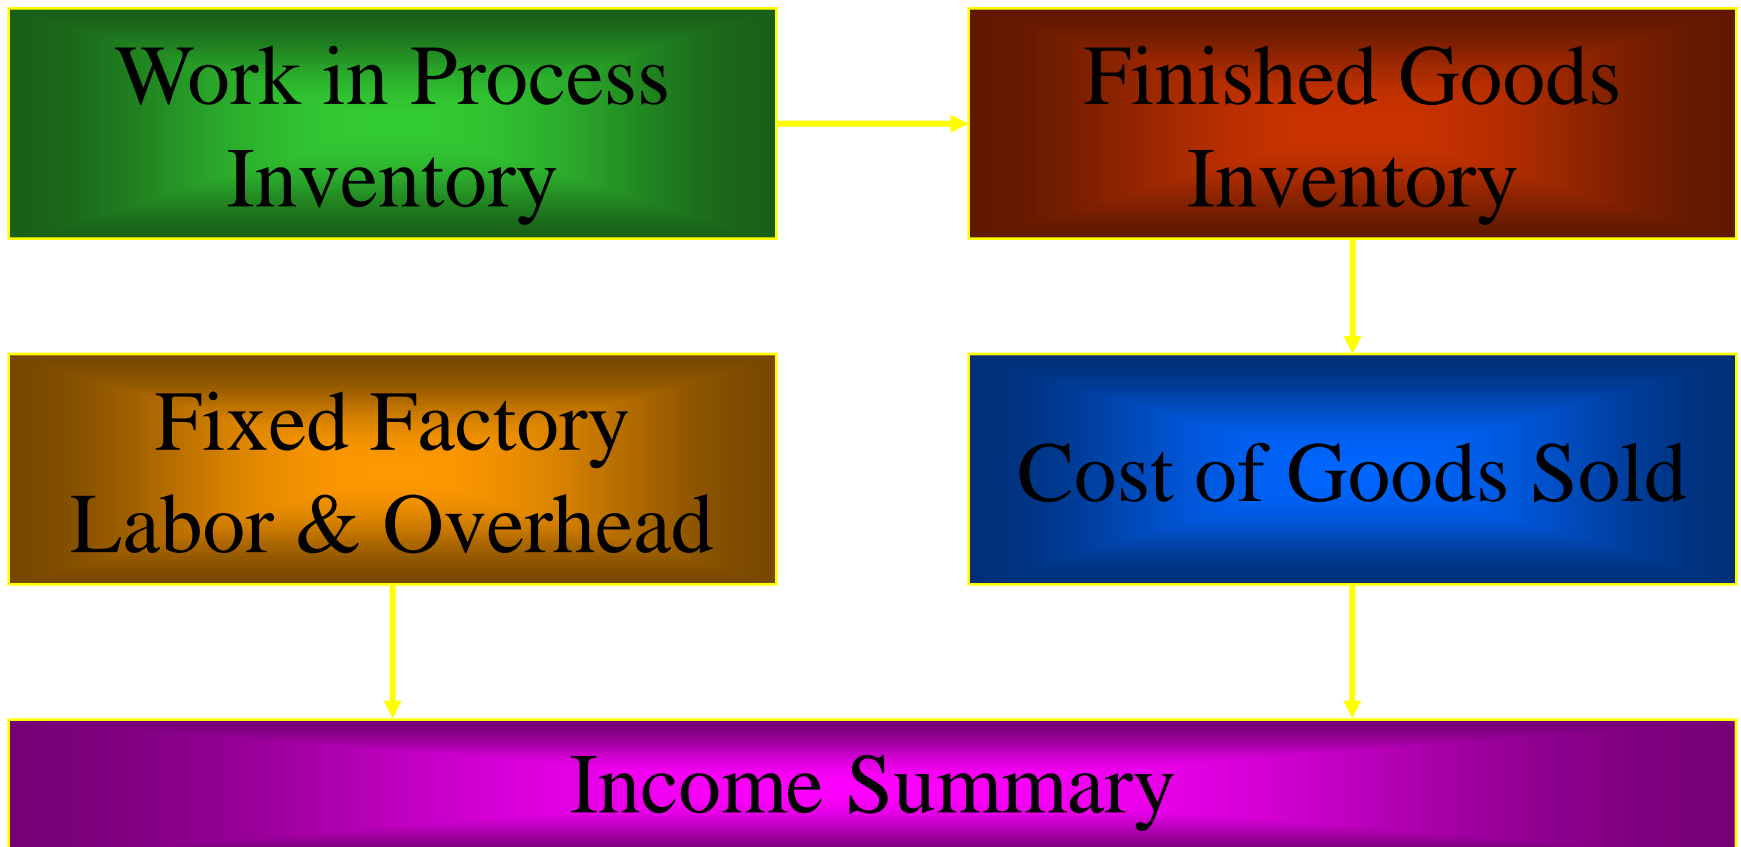 Work in Process
Inventory
Finished Goods
Inventory
Fixed Factory
Labor & Overhead
Cost of Goods Sold
Income Summary